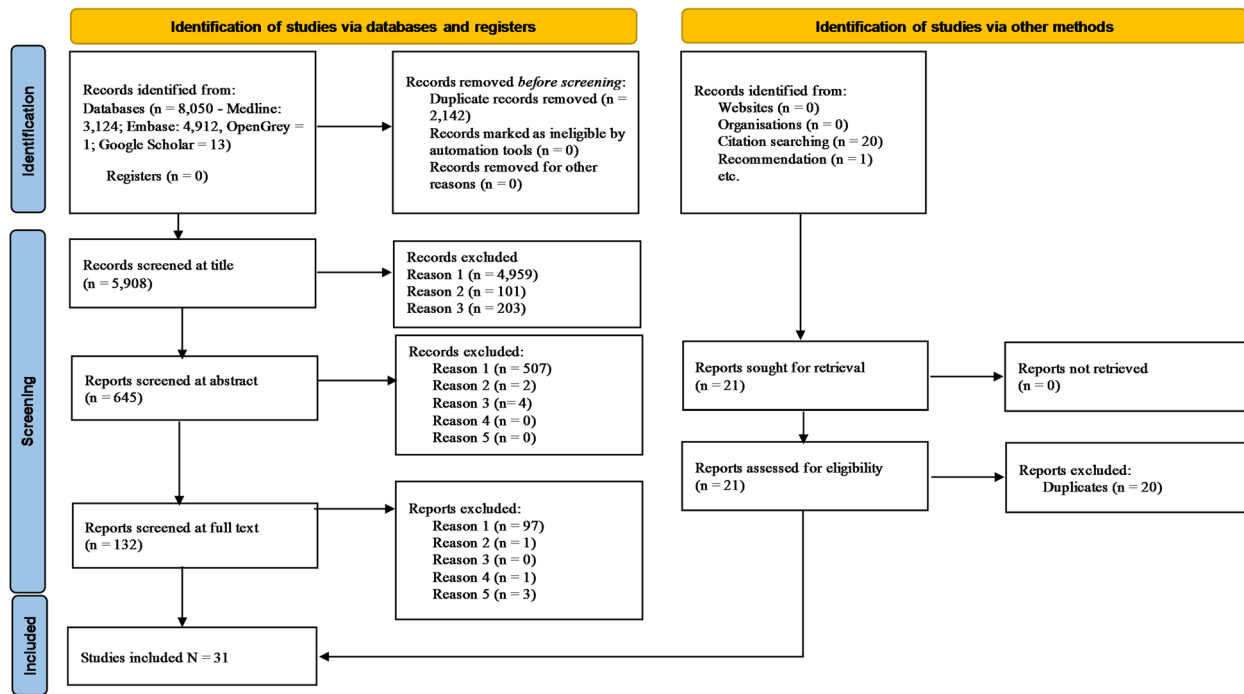 Identification of studies via databases and registers
Identification of studies via other methods
Identification
Records identified from:
Databases (n = 8,050 - Medline:
3,124; Embase: 4,912, OpenGrey =
1; Google Scholar = 13)
Registers (n = 0)
Records removed before screening:
Duplicate records removed (n =
2,142)
Records marked as ineligible by
automation tools (n = 0)
Records removed for other
reasons (n = 0)
Records identified from:
Websites (n = 0)
Organisations (n = 0)
Citation searching (n = 20)
Recommendation (n = 1)
etc.
Screening
Records screened at title
(n = 5,908)
Records excluded
Reason 1 (n = 4,959)
Reason 2 (n = 101)
Reason 3 (n = 203)
Reports screened at abstract
(n = 645)
Records excluded:
Reason 1 (n = 507)
Reason 2 (n = 2)
Reason 3 (n= 4)
Reason 4 (n = 0)
Reason 5 (n = 0)
Reports sought for retrieval
(n = 21)
Reports not retrieved
(n = 0)
Reports assessed for eligibility
(n = 21)
Reports excluded:
Duplicates (n = 20)
Reports screened at full text
(n = 132)
Reports excluded:
Reason 1 (n = 97)
Reason 2 (n = 1)
Reason 3 (n = 0)
Reason 4 (n = 1)
Reason 5 (n = 3)
Included
Studies included N = 31